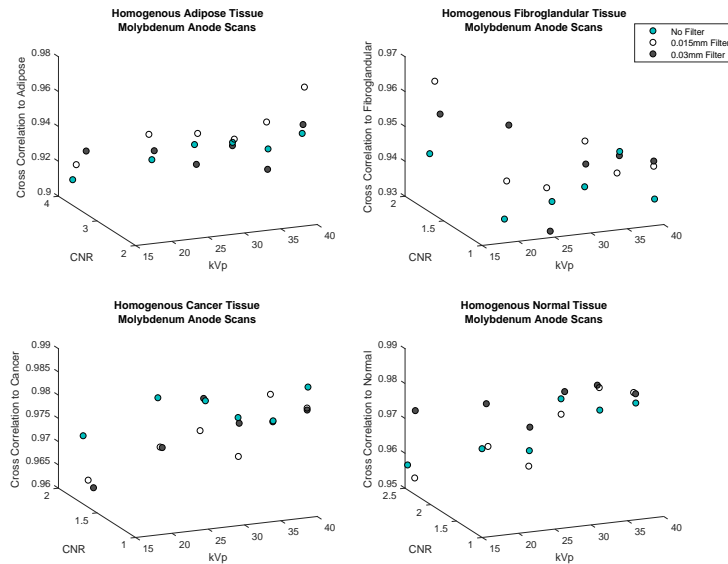 Homogenous Adipose Tissue
Molybdenum Anode Scans
0.98
0.96
0.94
0.92
0.9
Cross Correlation to Adipose
4
3
2
CNR
15
20
25
30
35
40
kVp
Homogenous Fibroglandular Tissue
Molybdenum Anode Scans
No Filter
0.015mm Filter
0.03mm Filter
0.97
0.96
0.95
0.94
0.93
Cross Correlation to Fibroglandular
2
1.5
1
CNR
15
20
25
30
35
40
kVp
Homogenous Cancer Tissue
Molybdenum Anode Scans
0.99
0.985
0.98
0.975
0.97
0.965
0.96
Cross Correlation to Cancer
2
1.5
1
CNR
15
20
25
30
35
40
kVp
Homogenous Normal Tissue
Molybdenum Anode Scans
0.99
0.98
0.97
0.96
0.95
Cross Correlation to Normal
2.5
2
1.5
1
CNR
15
20
25
30
35
40
kVp